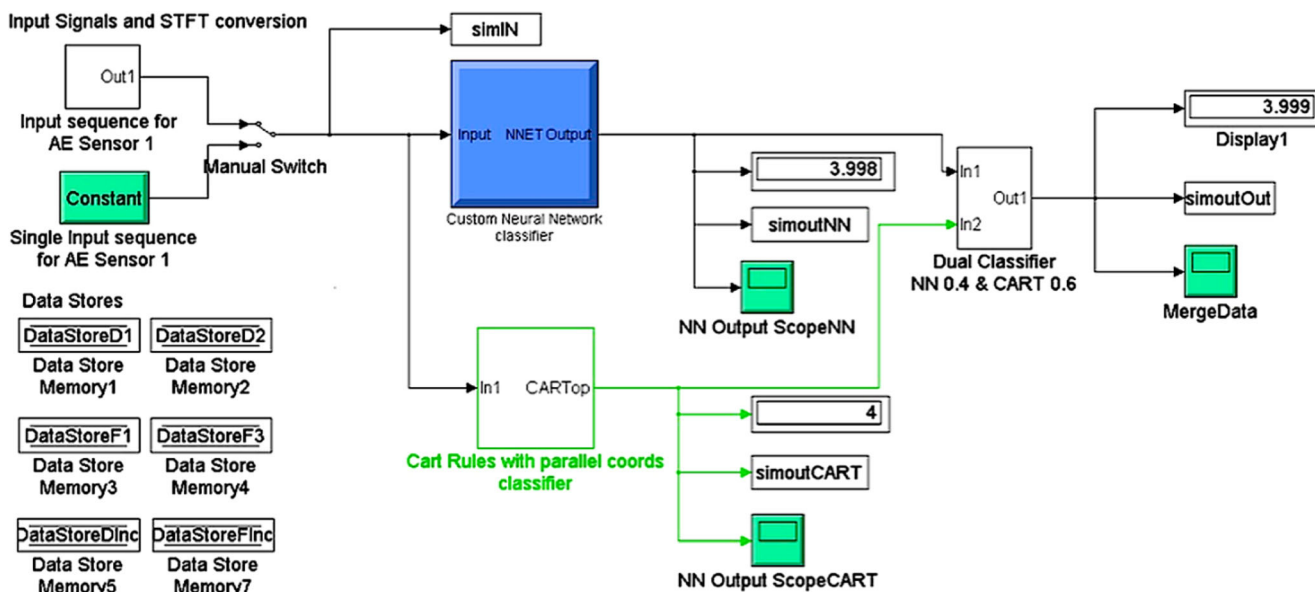 Input Signals and STFT conversion
simIN
Out1
Input sequence for
AE Sensor 1
Manual Switch
Constant
Single Input sequence
for AE Sensor 1
Input
NNET Output
Custom Neural Network
classifier
3.998
simoutNN
NN Output ScopeNN
In1
In2
Out1
Dual Classifier
NN 0.4 & CART 0.6
3.999
Display1
simoutOut
MergeData
In1
CARTop
Cart Rules with parallel coords
classifier
4
simoutCART
NN Output ScopeCART
Data Stores
DataStoreD1
DataStoreD2
Data Store
Memory1
Data Store
Memory2
DataStoreF1
DataStoreF3
Data Store
Memory3
Data Store
Memory4
DataStoreDInc
DataStoreFInc
Data Store
Memory5
Data Store
Memory7